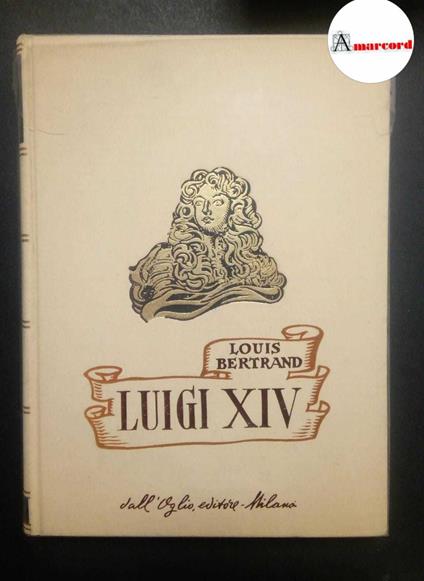 Amarcord
LOUIS
BERTRAND
LUIGI XIV
dall'Oglio, editore - Milano